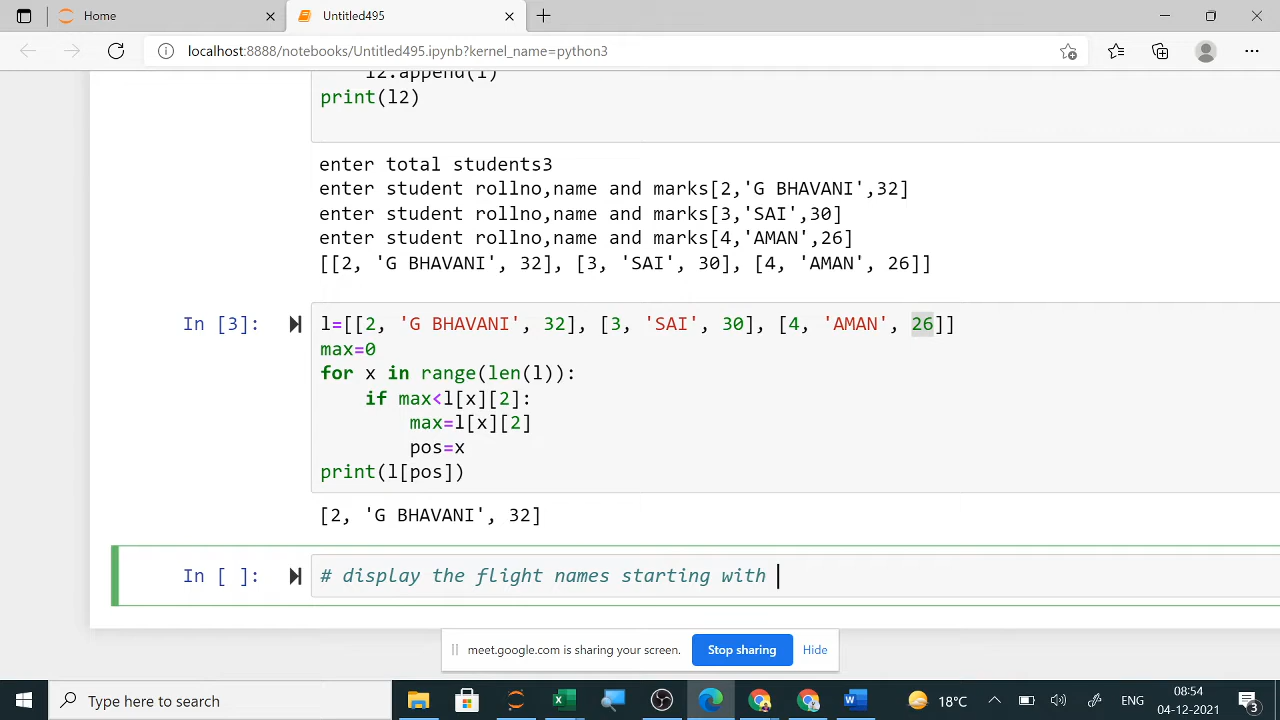 Home
Untitled495
localhost:8888/notebooks/Untitled495.ipynb?kernel_name=python3
l2.append(l)
print(l2)
enter total students3
enter student rollno,name and marks[2,'G BHAVANI',32]
enter student rollno,name and marks[3,'SAI',30]
enter student rollno,name and marks[4,'AMAN',26]
[[2, 'G BHAVANI', 32], [3, 'SAI', 30], [4, 'AMAN', 26]]
In [3]: l=[[2, 'G BHAVANI', 32], [3, 'SAI', 30], [4, 'AMAN', 26]]
max=0
for x in range(len(l)):
if max<l[x][2]:
max=l[x][2]
pos=x
print(l[pos])
[2, 'G BHAVANI', 32]
In [ ]: # display the flight names starting with
meet.google.com is sharing your screen. Stop sharing Hide
Type here to search 18°C ENG 08:54
04-12-2021 3